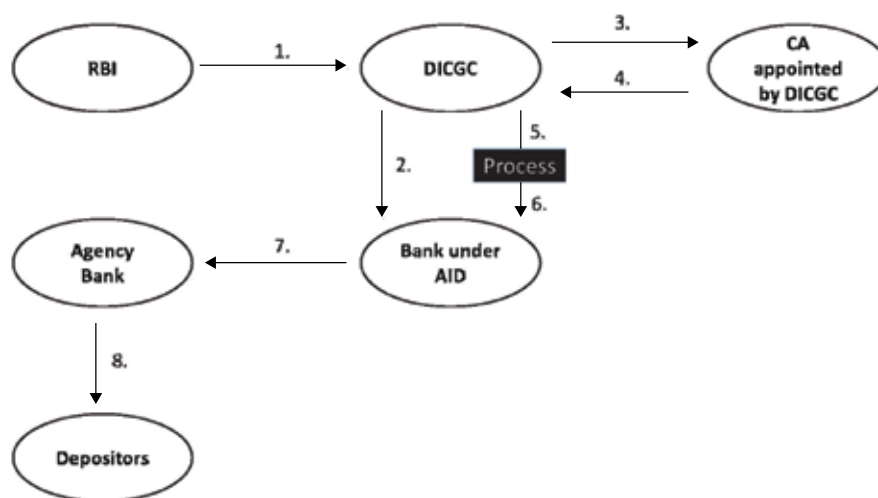 RBI
1.
DICGC
3.
4.
CA
appointed
by DICGC
2.
5.
Process
6.
Agency
Bank
7.
Bank under
AID
8.
Depositors